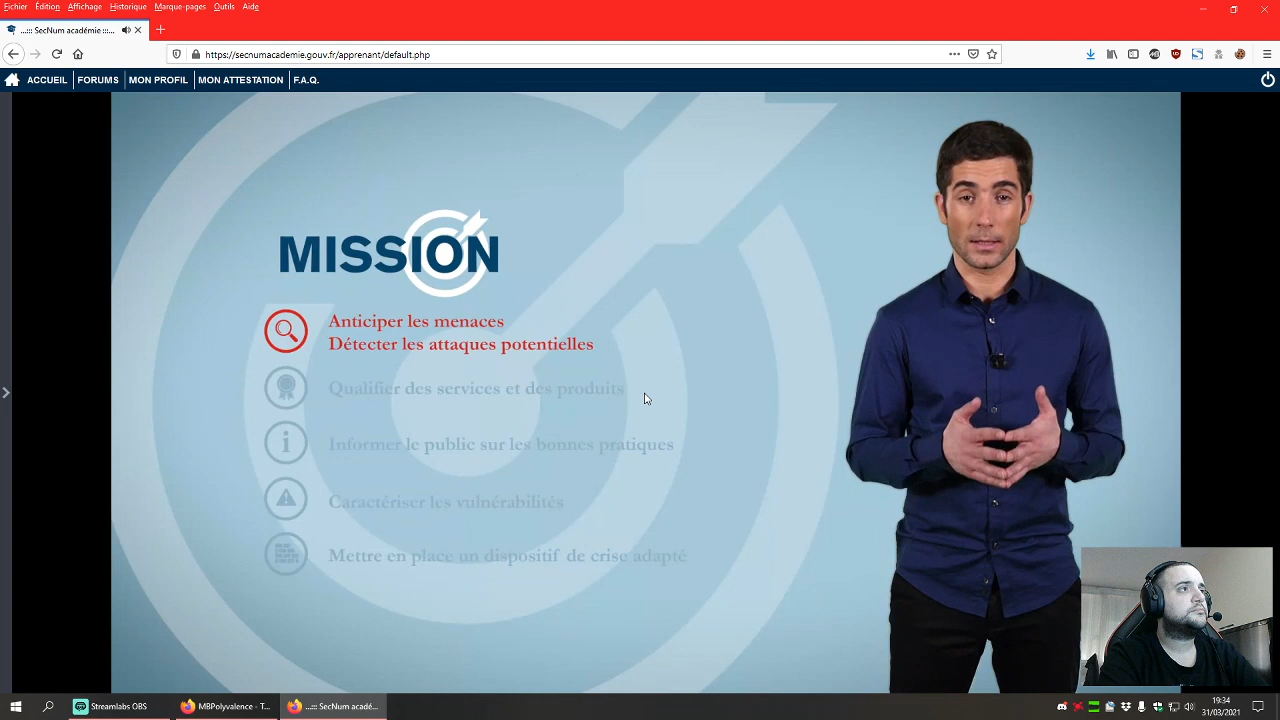 Fichier Édition Affichage Historique Marque-pages Outils Aide
..:: SecNum académie :::...
https://secnumacademie.gouv.fr/apprenant/default.php
ACCUEIL FORUMS MON PROFIL MON ATTESTATION F.A.Q.
MISSION
Anticiper les menaces
Détecter les attaques potentielles
Qualifier des services et des produits
Informer le public sur les bonnes pratiques
Caractériser les vulnérabilités
Mettre en place un dispositif de crise adapté
Streamlabs OBS
MBPolyvalence - T...
..:: SecNum acadé...
19:34
31/03/2021